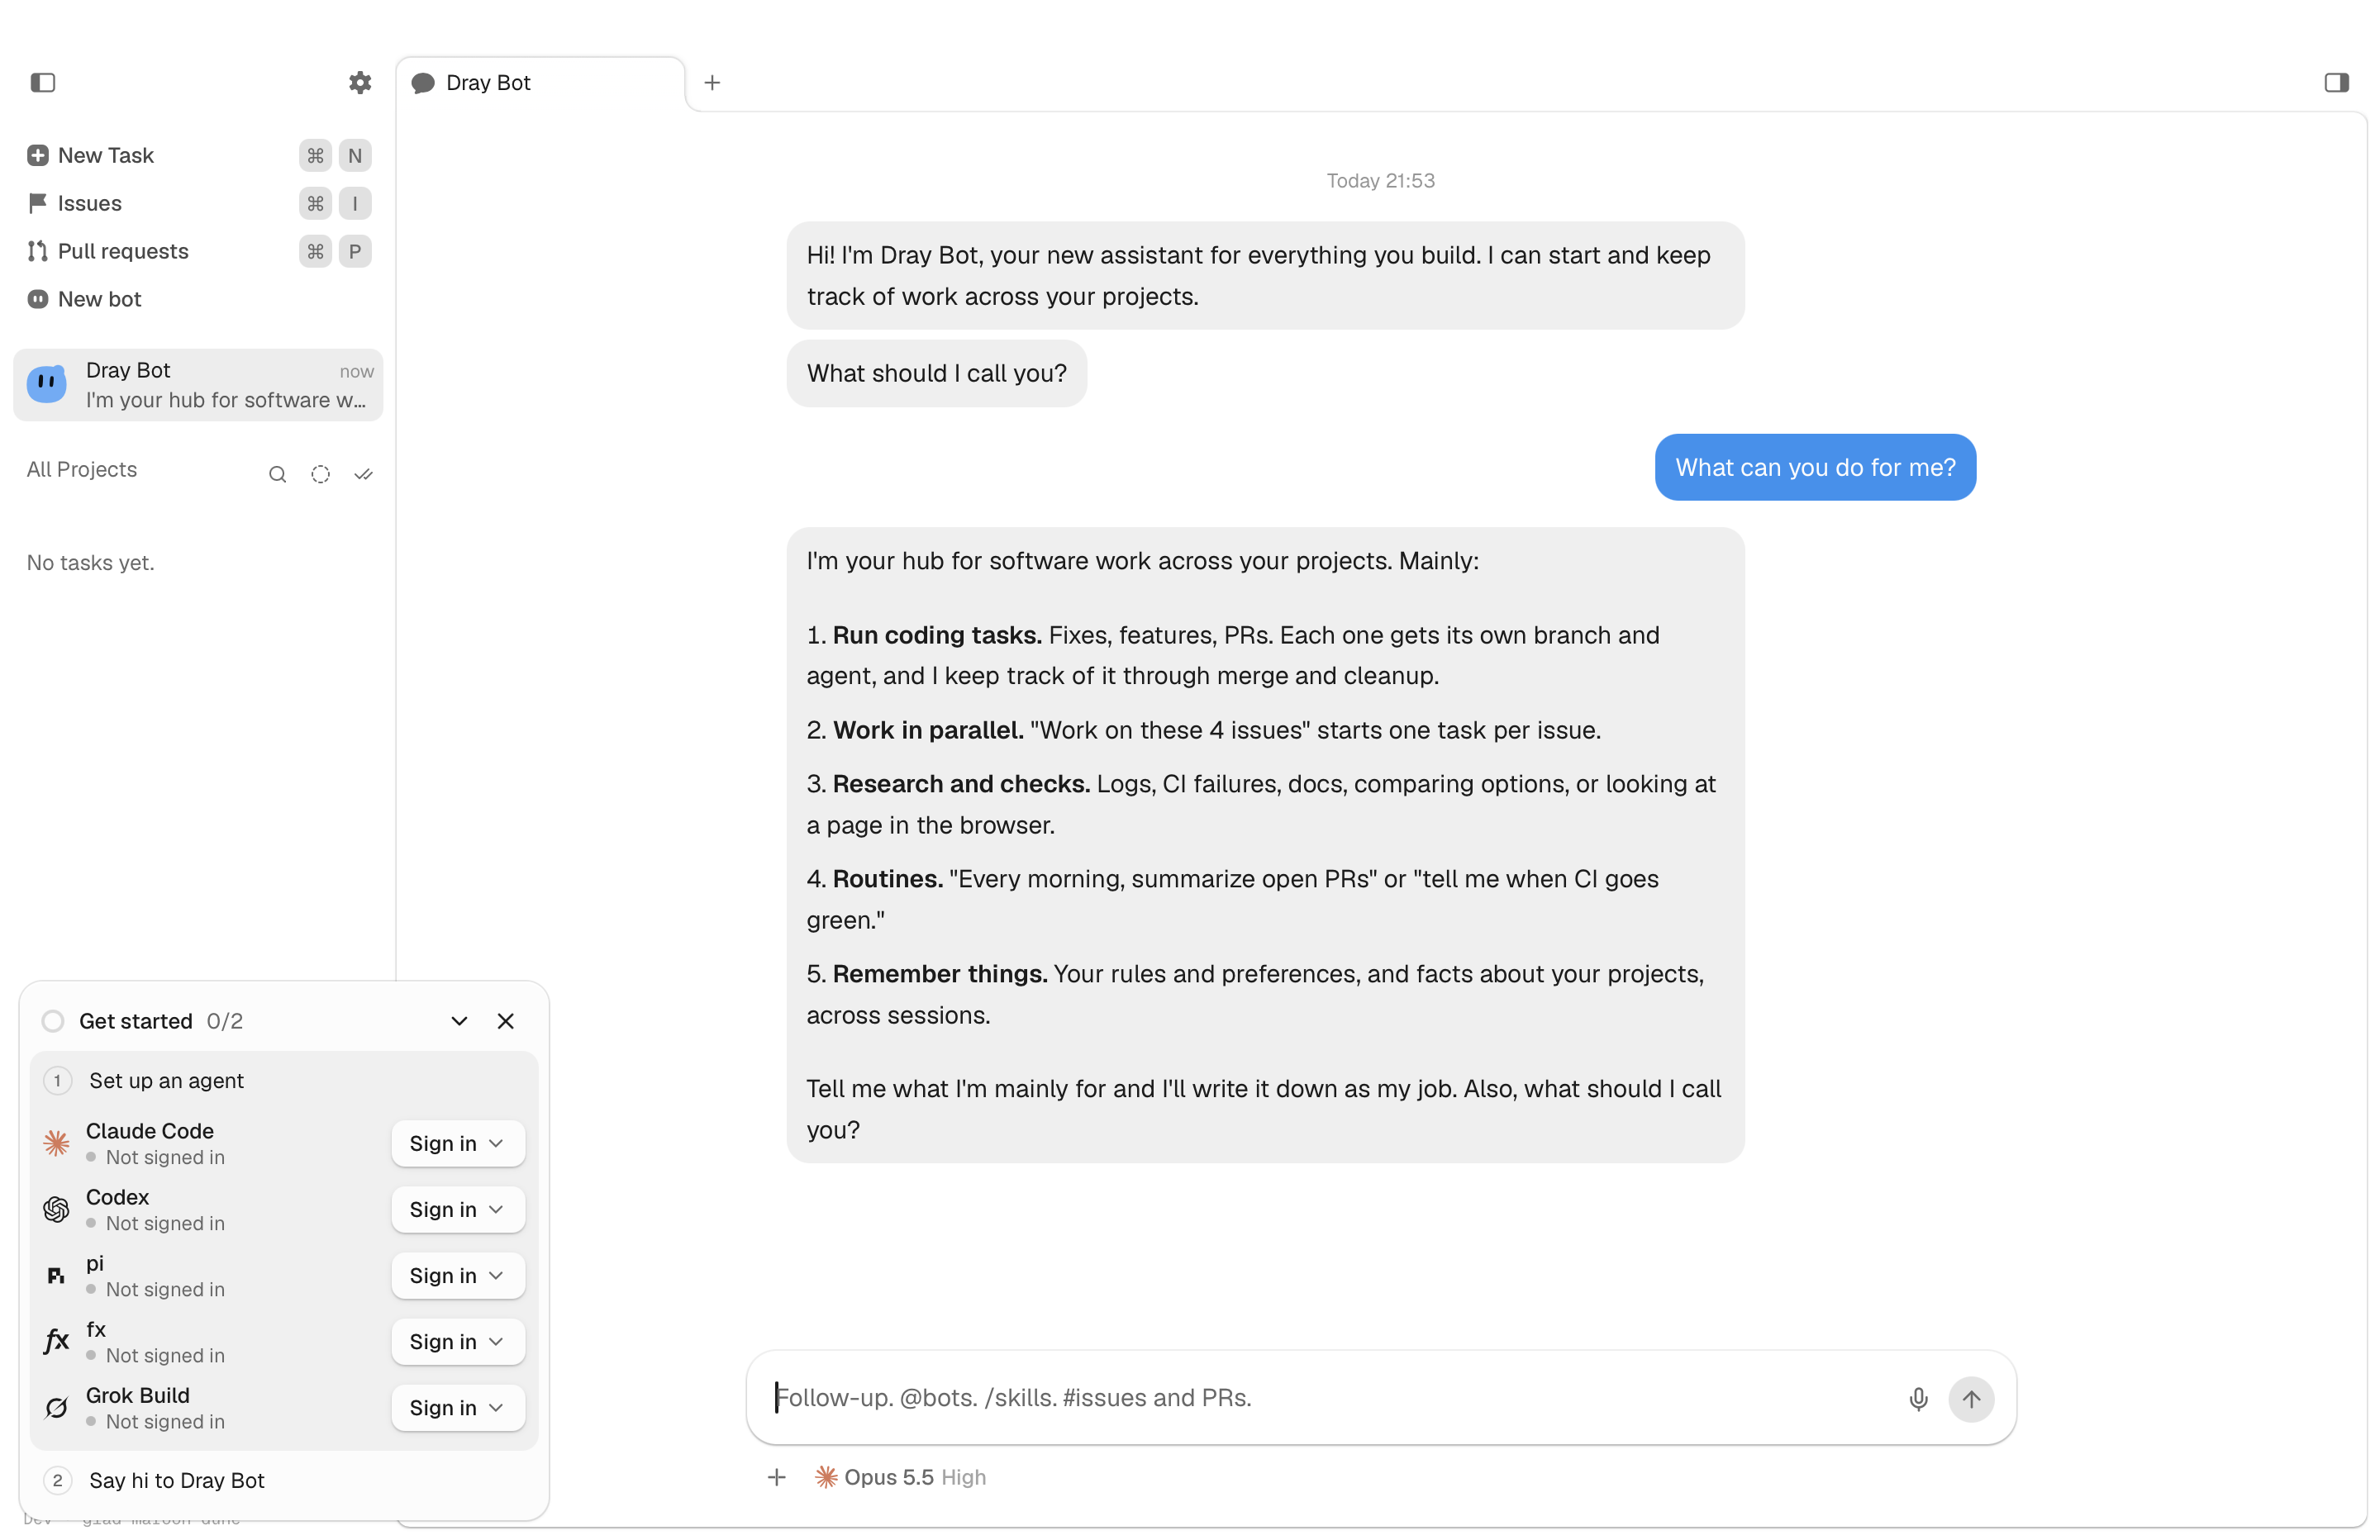 Dray Bot
New Task ⌘ N
Issues ⌘ I
Pull requests ⌘ P
New bot
Dray Bot now
I'm your hub for software w...
All Projects
No tasks yet.
Today 21:53
Hi! I'm Dray Bot, your new assistant for everything you build. I can start and keep
track of work across your projects.
What should I call you?
What can you do for me?
I'm your hub for software work across your projects. Mainly:
1. Run coding tasks. Fixes, features, PRs. Each one gets its own branch and
agent, and I keep track of it through merge and cleanup.
2. Work in parallel. "Work on these 4 issues" starts one task per issue.
3. Research and checks. Logs, CI failures, docs, comparing options, or looking at
a page in the browser.
4. Routines. "Every morning, summarize open PRs" or "tell me when CI goes
green."
5. Remember things. Your rules and preferences, and facts about your projects,
across sessions.
Tell me what I'm mainly for and I'll write it down as my job. Also, what should I call
you?
Get started 0/2
1 Set up an agent
Claude Code
Not signed in
Sign in
Codex
Not signed in
Sign in
pi
Not signed in
Sign in
fx
Not signed in
Sign in
Grok Build
Not signed in
Sign in
2 Say hi to Dray Bot
Follow-up. @bots. /skills. #issues and PRs.
Opus 5.5 High